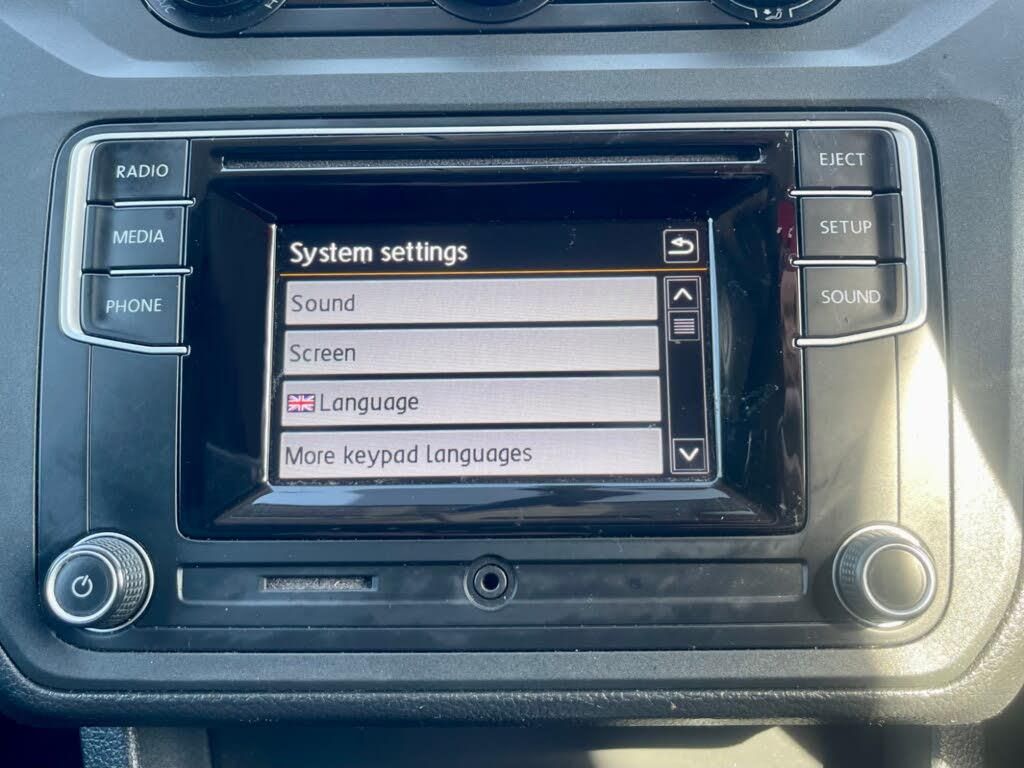 RADIO
MEDIA
PHONE
System settings
Sound
Screen
Language
More keypad languages
EJECT
SETUP
SOUND